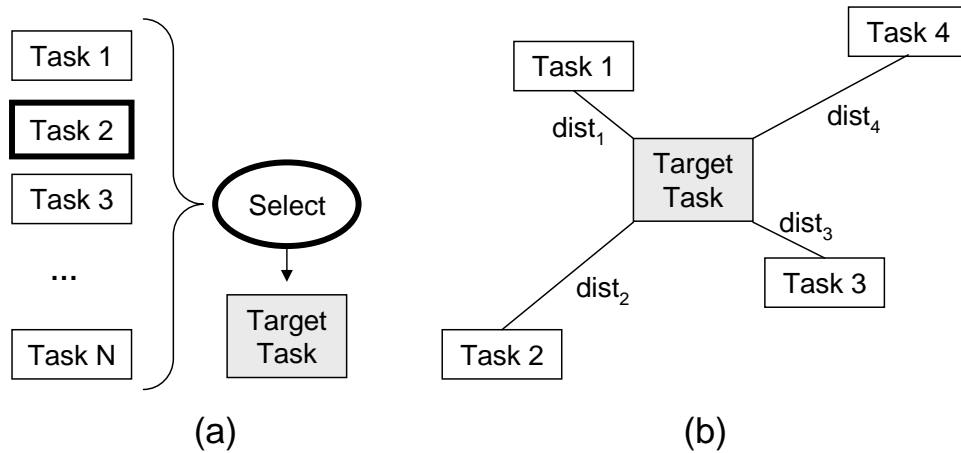 Task 1
Task 2
Task 3
...
Task N
Select
Target
Task
(a)
Task 1
Task 4
dist₁
dist₄
Target
Task
dist₃
dist₂
Task 3
Task 2
(b)